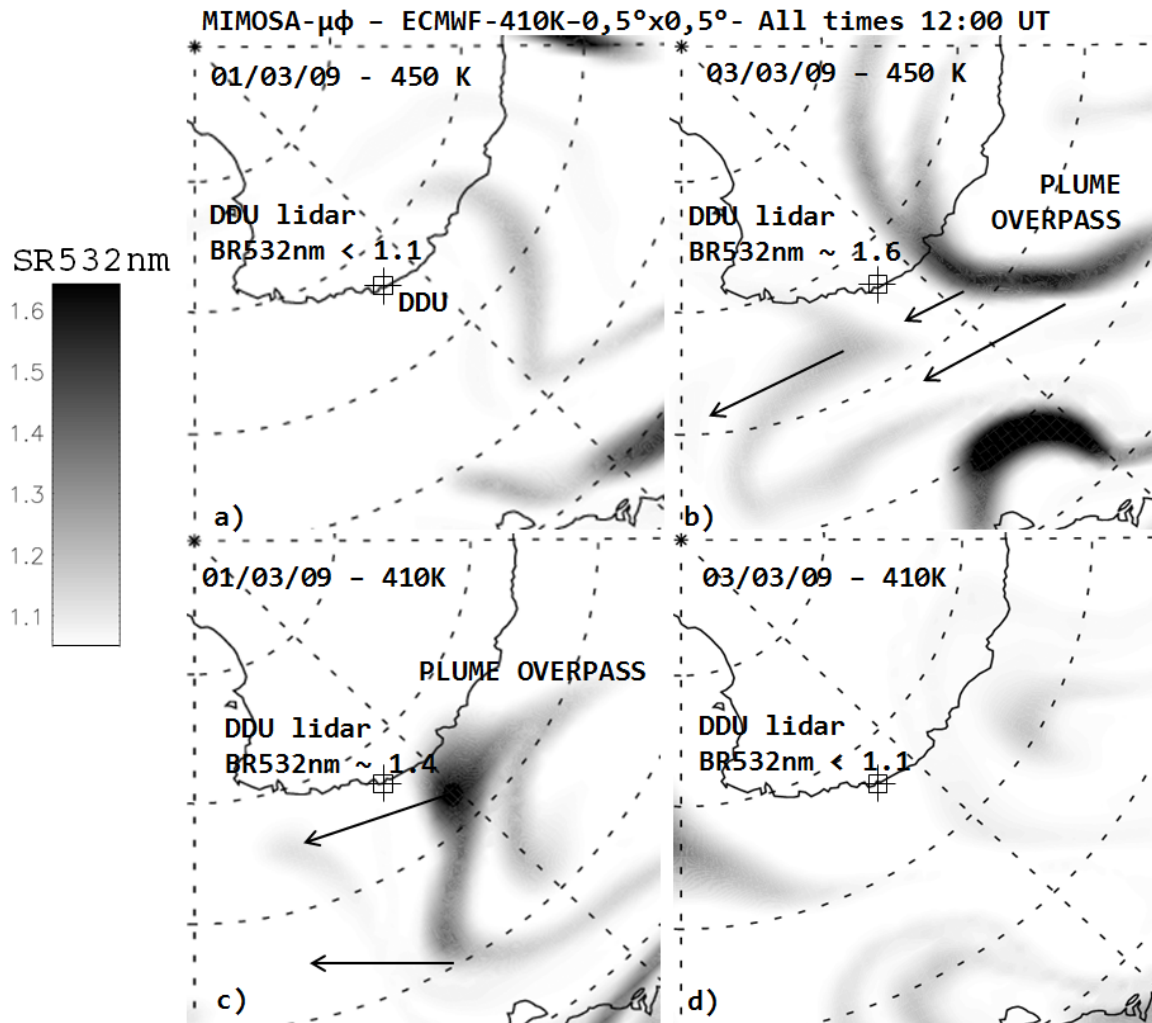 MIMOSA-μφ – ECMWF-410K–0,5°x0,5°- All times 12:00 UT
01/03/09 - 450 K
DDU lidar
BR532nm < 1.1
DDU
a)
03/03/09 – 450 K
PLUME
OVERPASS
DDU lidar
BR532nm ~ 1.6
b)
SR532nm
1.6
1.5
1.4
1.3
1.2
1.1
01/03/09 – 410K
PLUME OVERPASS
DDU lidar
BR532nm ~ 1.4
c)
03/03/09 – 410K
DDU lidar
BR532nm < 1.1
d)